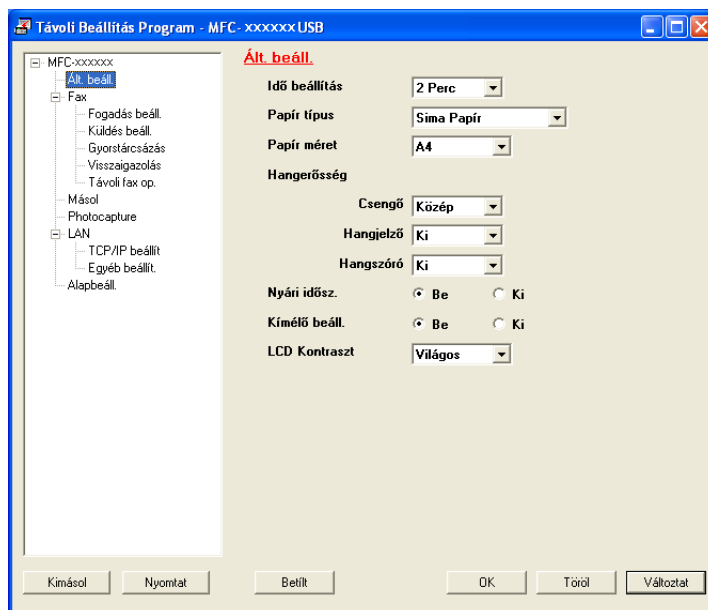 Távoli Beállítás Program - MFC- xxxxxx USB
MFC-xxxxxx
Ált. beáll.
Fax
Fogadás beáll.
Küldés beáll.
Gyorstárcsázás
Visszaigazolás
Távoli fax op.
Másol
Photocapture
LAN
TCP/IP beállít
Egyéb beállít.
Alapbeáll.
Ált. beáll.
Idő beállítás 2 Perc
Papír típus Sima Papír
Papír méret A4
Hangerősség
Csengő Közép
Hangjelző Ki
Hangszóró Ki
Nyári idősz. Be Ki
Kímélő beáll. Be Ki
LCD Kontraszt Világos
Kimásol Nyomtat Betílt OK Töröl Változtat